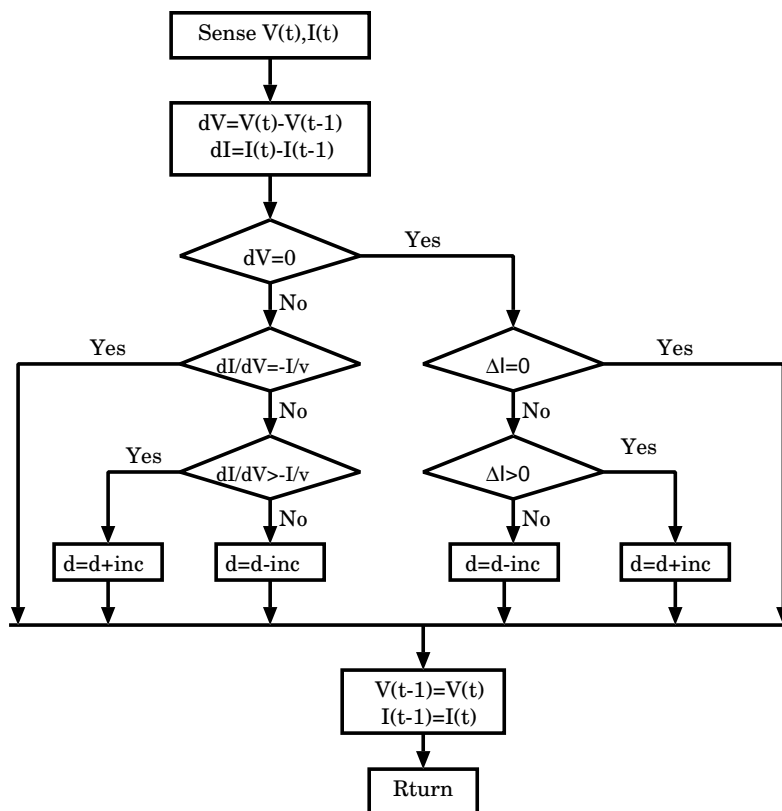 Sense V(t),I(t)
dV=V(t)-V(t-1)
dI=I(t)-I(t-1)
dV=0
Yes
No
Yes
dI/dV=-I/v
ΔI=0
Yes
No
No
Yes
dI/dV>-I/v
ΔI>0
Yes
No
No
d=d+inc
d=d-inc
d=d-inc
d=d+inc
V(t-1)=V(t)
I(t-1)=I(t)
Rturn